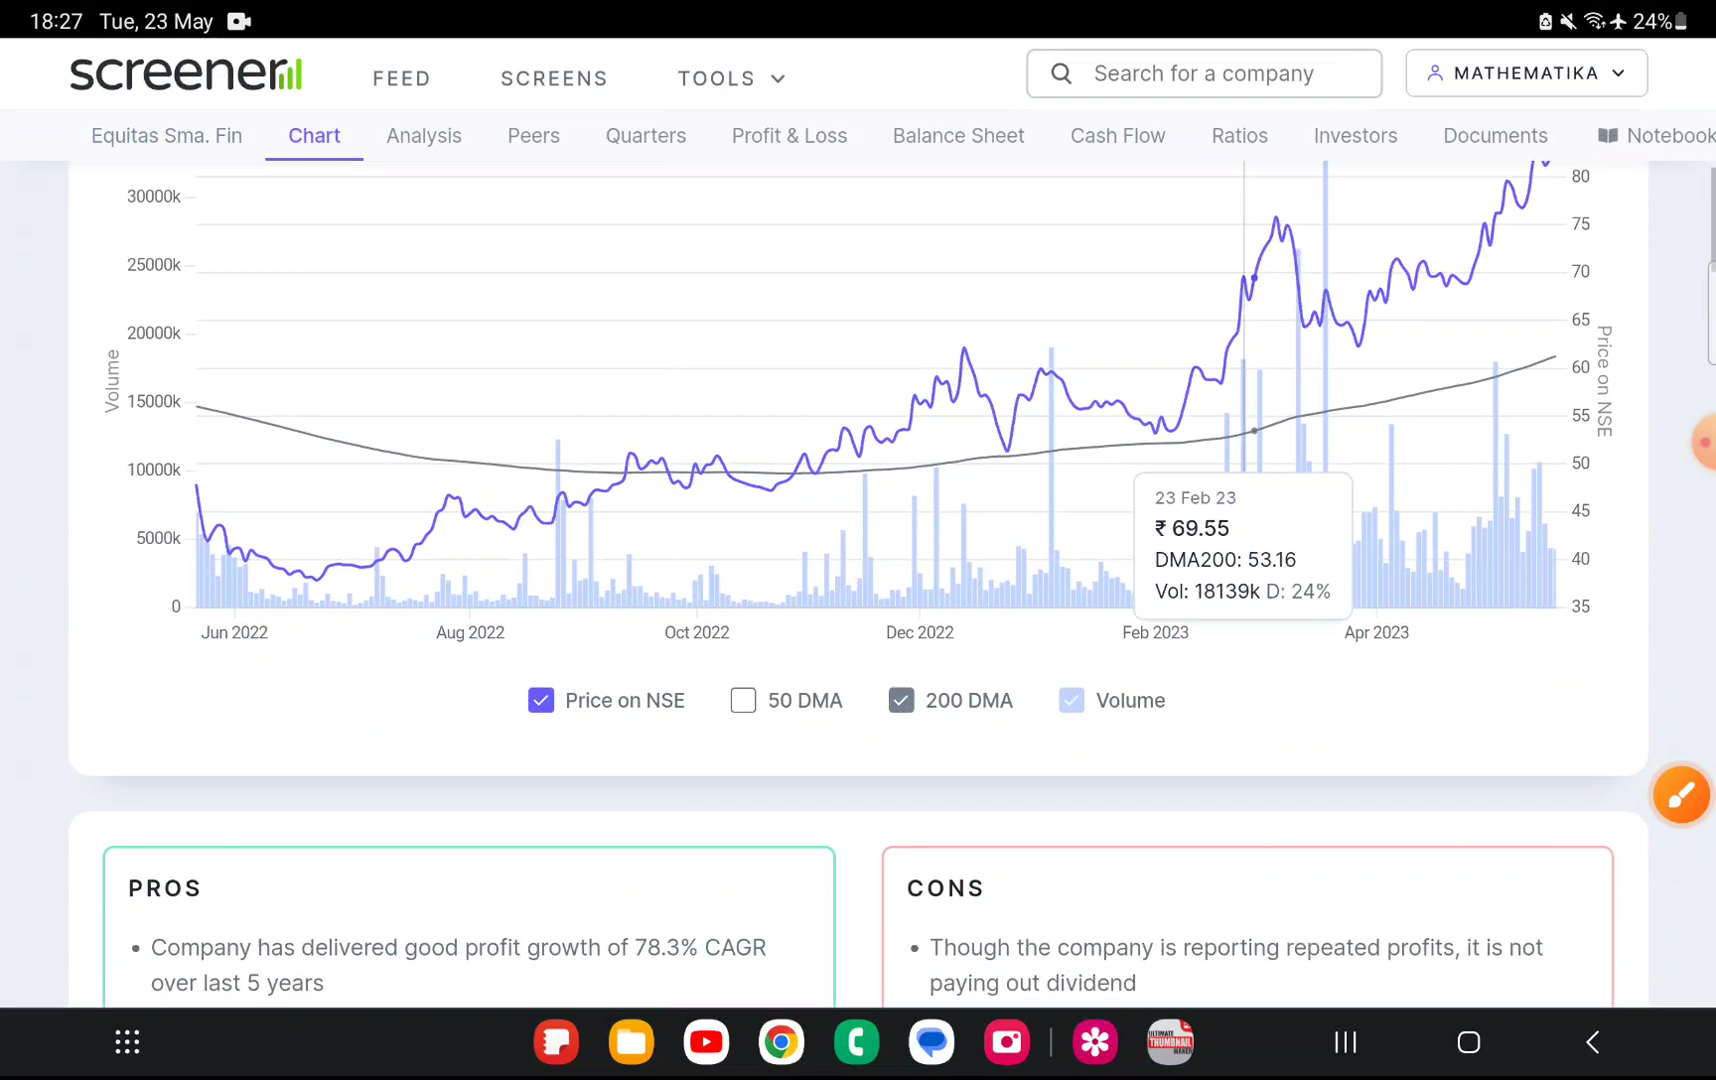 18:27 Tue, 23 May
24%
screener
FEED
SCREENS
TOOLS
Search for a company
MATHEMATIKA
Equitas Sma. Fin
Chart
Analysis
Peers
Quarters
Profit & Loss
Balance Sheet
Cash Flow
Ratios
Investors
Documents
Notebook
30000k
25000k
20000k
15000k
10000k
5000k
0
Volume
80
75
70
65
60
55
50
45
40
35
Price on NSE
23 Feb 23
₹ 69.55
DMA200: 53.16
Vol: 18139k D: 24%
Jun 2022
Aug 2022
Oct 2022
Dec 2022
Feb 2023
Apr 2023
Price on NSE
50 DMA
200 DMA
Volume
PROS
• Company has delivered good profit growth of 78.3% CAGR
over last 5 years
CONS
• Though the company is reporting repeated profits, it is not
paying out dividend
ULTIMATE
THUMBNAIL
MAKER